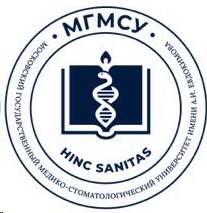 • МГМСУ •
МОСКОВСКИЙ ГОСУДАРСТВЕННЫЙ МЕДИКО-СТОМАТОЛОГИЧЕСКИЙ УНИВЕРСИТЕТ ИМЕНИ А.И. ЕВДОКИМОВА
HINC SANITAS